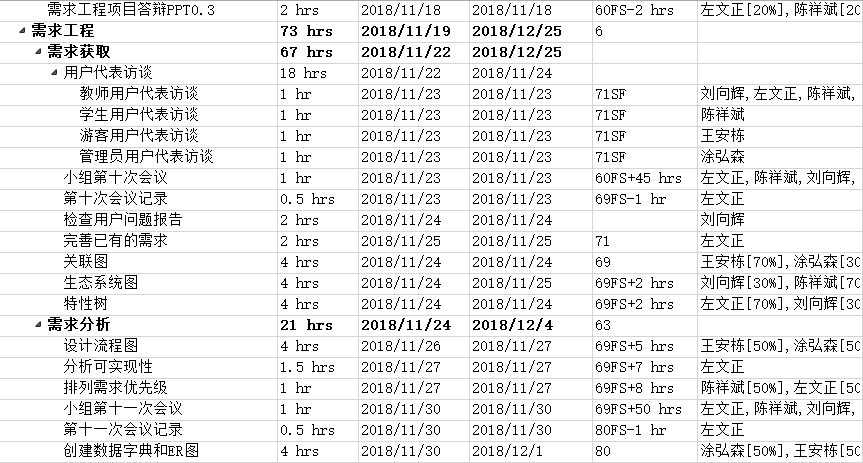 需求工程项目答辩PPT0.3 2 hrs 2018/11/18 2018/11/18 60FS-2 hrs 左文正[20%],陈祥斌[20
需求工程 73 hrs 2018/11/19 2018/12/25 6
需求获取 67 hrs 2018/11/22 2018/12/25
用户代表访谈 18 hrs 2018/11/22 2018/11/24
教师用户代表访谈 1 hr 2018/11/23 2018/11/23 71SF 刘向辉,左文正,陈祥斌,
学生用户代表访谈 1 hr 2018/11/23 2018/11/23 71SF 陈祥斌
游客用户代表访谈 1 hr 2018/11/23 2018/11/23 71SF 王安栋
管理员用户代表访谈 1 hr 2018/11/23 2018/11/23 71SF 涂弘森
小组第十次会议 1 hr 2018/11/23 2018/11/23 60FS+45 hrs 左文正,陈祥斌,刘向辉,
第十次会议记录 0.5 hrs 2018/11/23 2018/11/23 69FS-1 hr 左文正
检查用户问题报告 2 hrs 2018/11/24 2018/11/24 刘向辉
完善已有的需求 2 hrs 2018/11/25 2018/11/25 71 左文正
关联图 4 hrs 2018/11/24 2018/11/24 69 王安栋[70%],涂弘森[30
生态系统图 4 hrs 2018/11/24 2018/11/25 69FS+2 hrs 刘向辉[30%],陈祥斌[70
特性树 4 hrs 2018/11/24 2018/11/25 69FS+2 hrs 左文正[70%],刘向辉[30
需求分析 21 hrs 2018/11/24 2018/12/4 63
设计流程图 4 hrs 2018/11/26 2018/11/27 69FS+5 hrs 王安栋[50%],涂弘森[50
分析可实现性 1.5 hrs 2018/11/27 2018/11/27 69FS+7 hrs 左文正
排列需求优先级 1 hr 2018/11/27 2018/11/27 69FS+8 hrs 陈祥斌[50%],左文正[50
小组第十一次会议 1 hr 2018/11/30 2018/11/30 69FS+50 hrs 左文正,陈祥斌,刘向辉,
第十一次会议记录 0.5 hrs 2018/11/30 2018/11/30 80FS-1 hr 左文正
创建数据字典和ER图 4 hrs 2018/11/30 2018/12/1 80 涂弘森[50%],王安栋[50